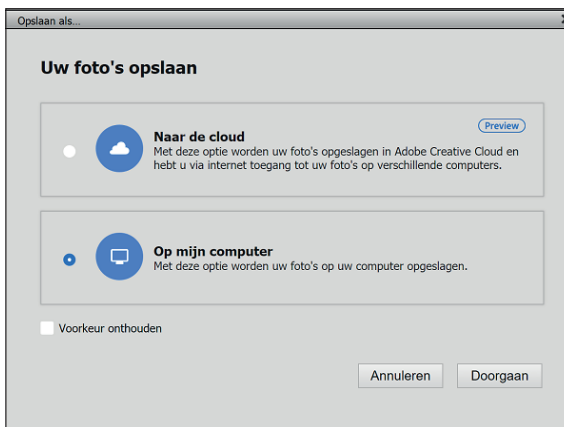 Opslaan als...
Uw foto's opslaan
Preview
Naar de cloud
Met deze optie worden uw foto's opgeslagen in Adobe Creative Cloud en
hebt u via internet toegang tot uw foto's op verschillende computers.
Op mijn computer
Met deze optie worden uw foto's op uw computer opgeslagen.
Voorkeur onthouden
Annuleren
Doorgaan